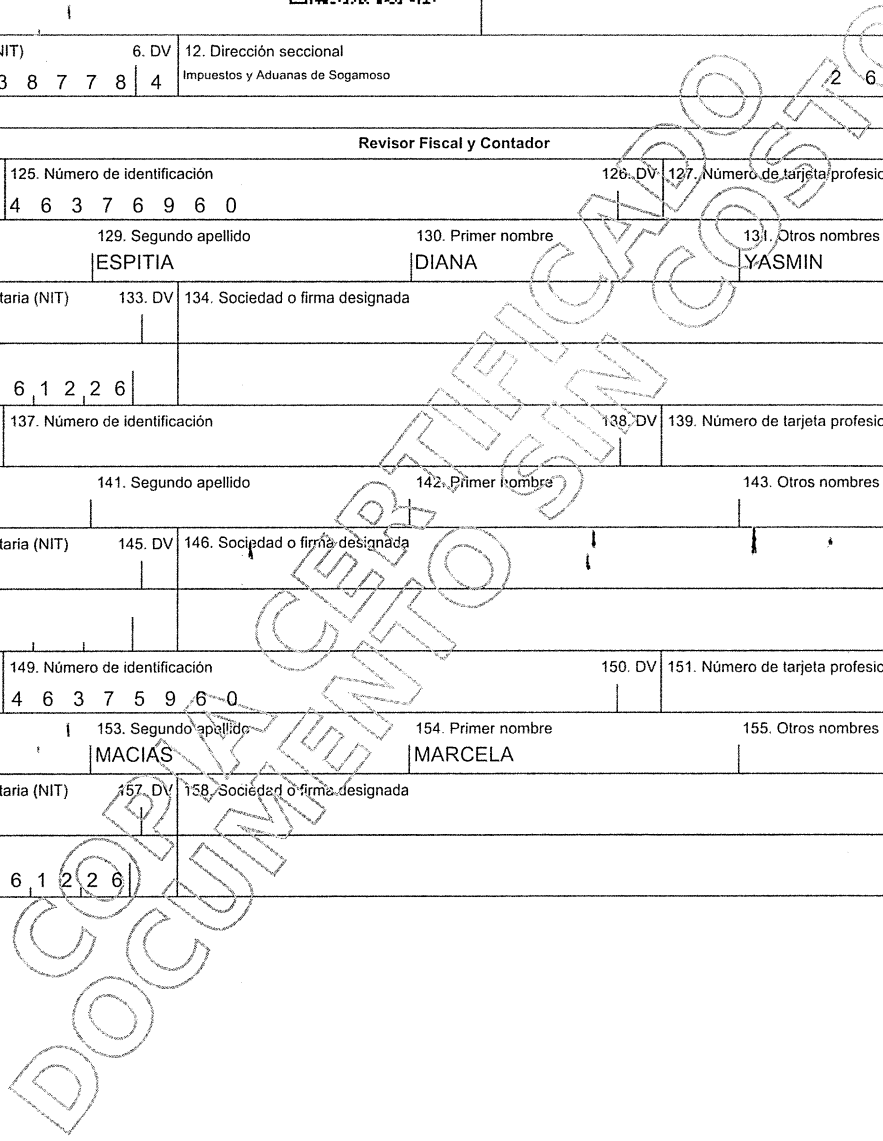 NIT) 6. DV 12. Dirección seccional
3 8 7 7 8 4 Impuestos y Aduanas de Sogamoso 2 6
Revisor Fiscal y Contador
125. Número de identificación 126. DV 127. Número de tarjeta profesio
4 6 3 7 6 9 6 0
129. Segundo apellido 130. Primer nombre 131. Otros nombres
ESPITIA DIANA YASMIN
taria (NIT) 133. DV 134. Sociedad o firma designada
6 1 2 2 6
137. Número de identificación 138. DV 139. Número de tarjeta profesio
141. Segundo apellido 142. Primer nombre 143. Otros nombres
taria (NIT) 145. DV 146. Sociedad o firma designada
149. Número de identificación 150. DV 151. Número de tarjeta profesio
4 6 3 7 5 9 6 0
153. Segundo apellido 154. Primer nombre 155. Otros nombres
MACIAS MARCELA
taria (NIT) 157. DV 158. Sociedad o firma designada
6 1 2 2 6
COPIA CERTIFICADO
DOCUMENTO SIN COSTO